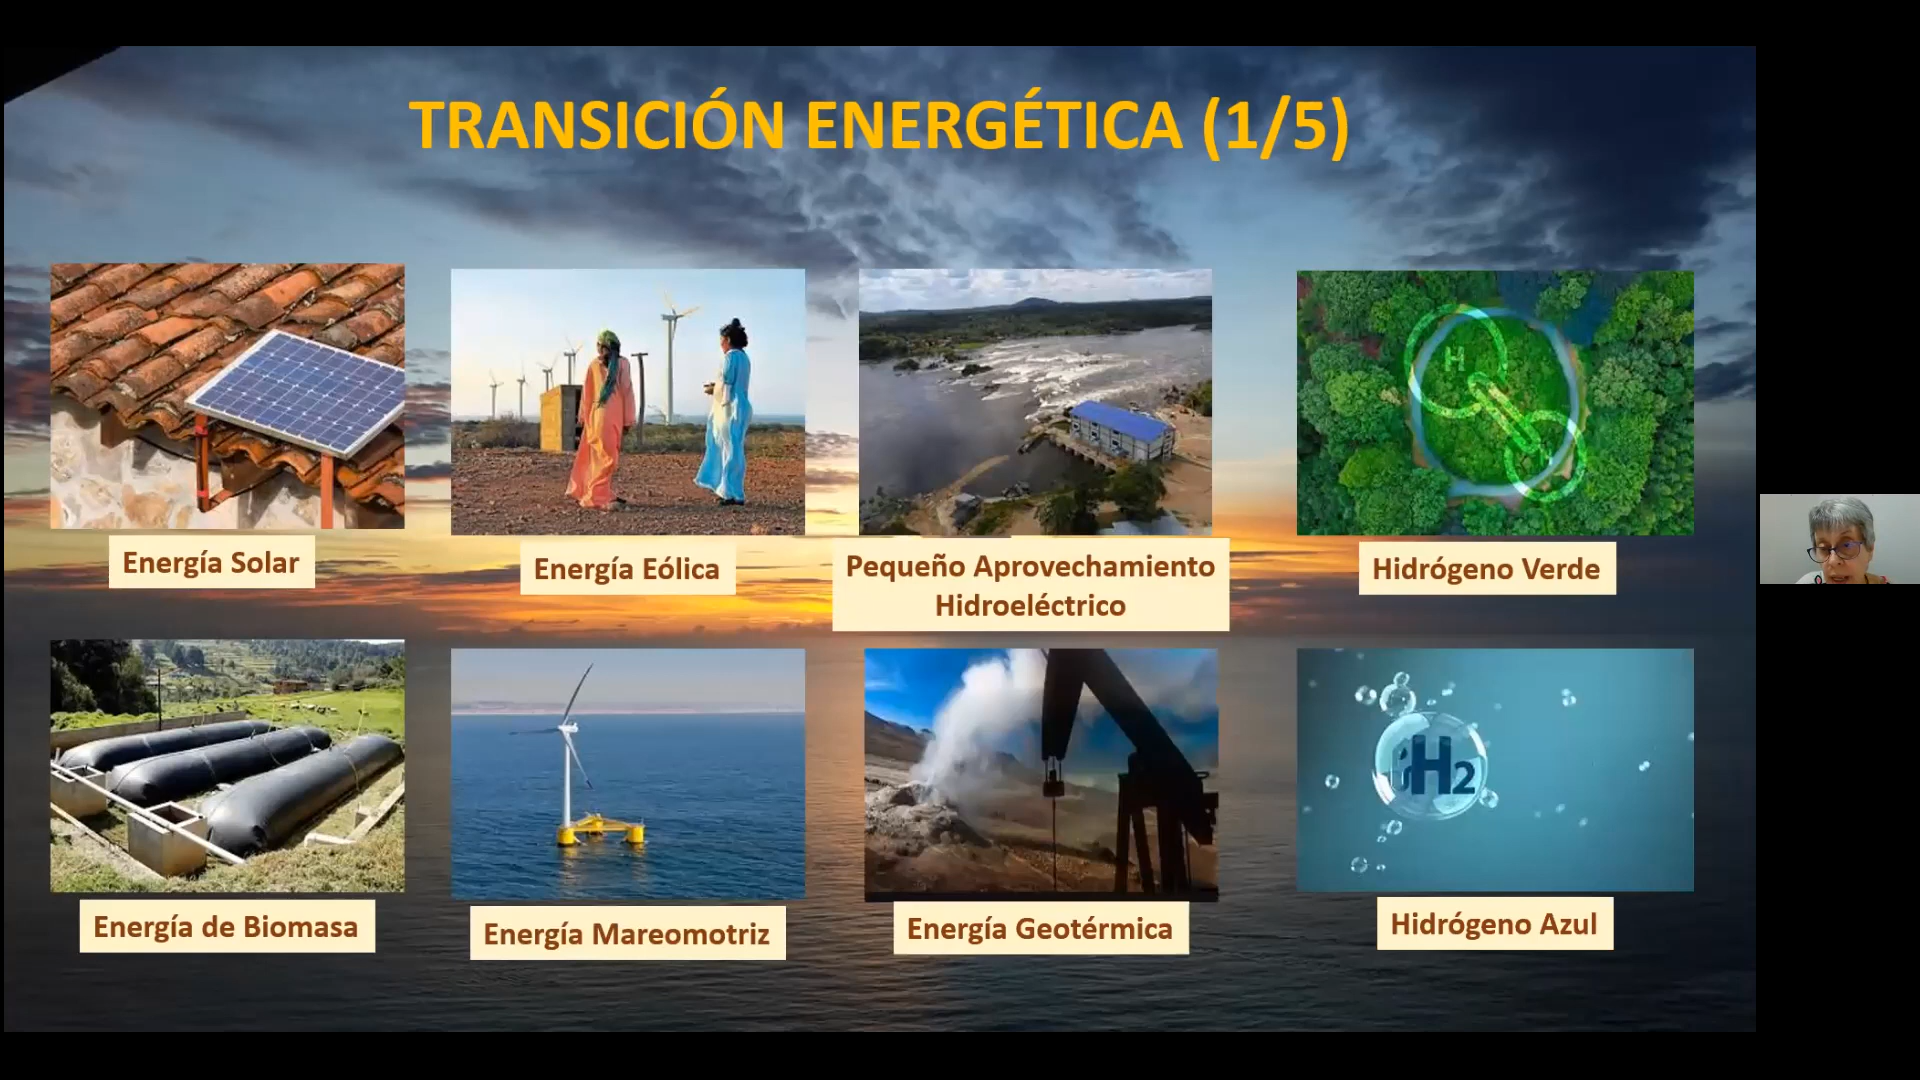 TRANSICIÓN ENERGÉTICA (1/5)
H
Energía Solar
Energía Eólica
Pequeño Aprovechamiento
Hidroeléctrico
Hidrógeno Verde
H2
Energía de Biomasa
Energía Mareomotriz
Energía Geotérmica
Hidrógeno Azul